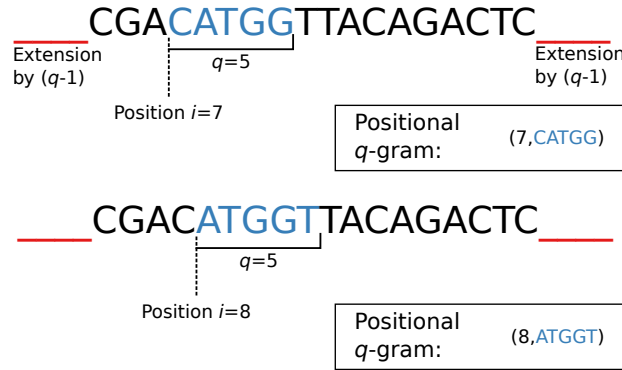 CGACATGGTTACAGACTC
Extension
by (q-1)
q=5
Extension
by (q-1)
Position i=7
Positional
q-gram:
(7,CATGG)
CGACATGGTTACAGACTC
q=5
Position i=8
Positional
q-gram:
(8,ATGGT)